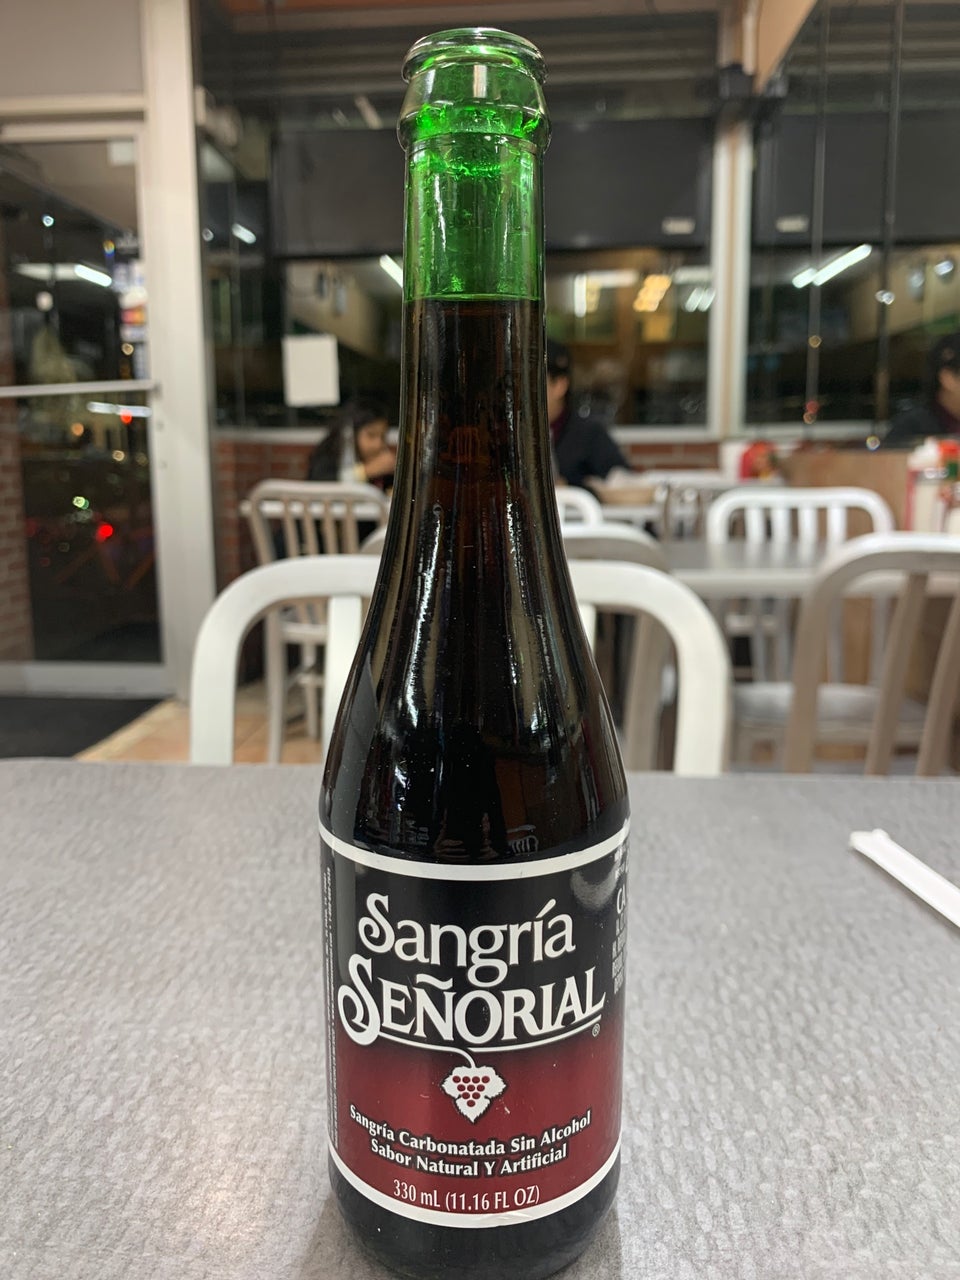 Sangría
SEÑORIAL
®
Sangría Carbonatada Sin Alcohol
Sabor Natural Y Artificial
330 mL (11.16 FL OZ)